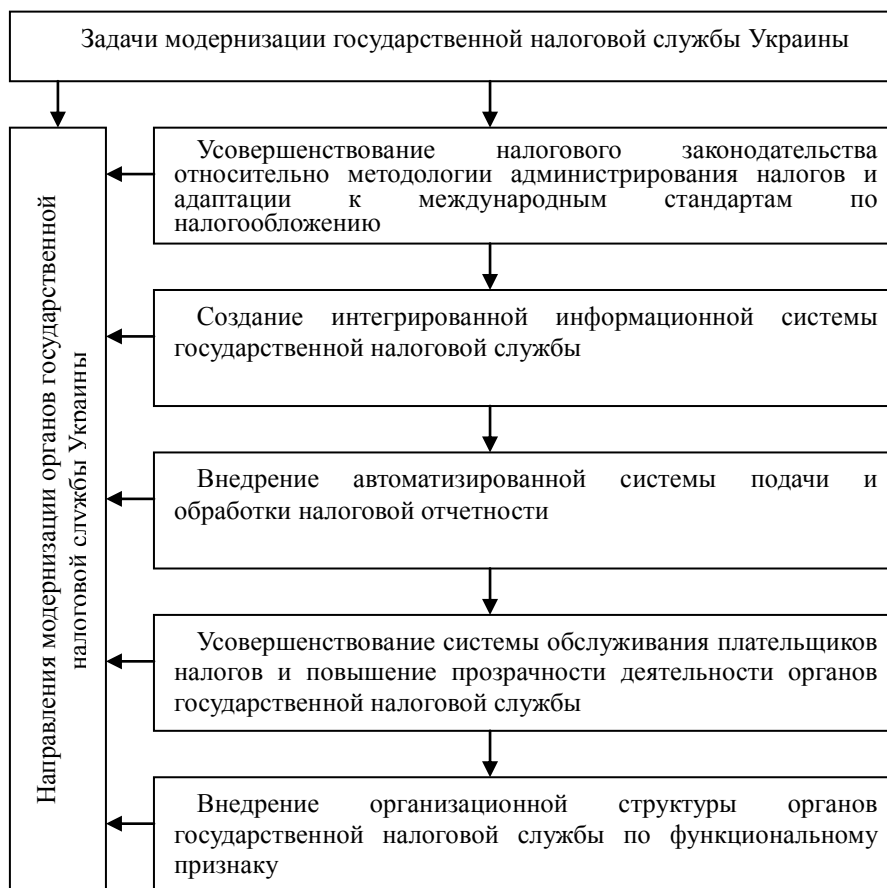 Задачи модернизации государственной налоговой службы Украины
Направления модернизации органов государственной
налоговой службы Украины
Усовершенствование налогового законодательства
относительно методологии администрирования налогов и
адаптации к международным стандартам по
налогообложению
Создание интегрированной информационной системы
государственной налоговой службы
Внедрение автоматизированной системы подачи и
обработки налоговой отчетности
Усовершенствование системы обслуживания плательщиков
налогов и повышение прозрачности деятельности органов
государственной налоговой службы
Внедрение организационной структуры органов
государственной налоговой службы по функциональному
признаку